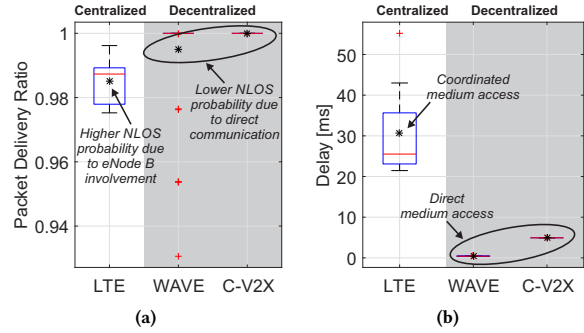 Centralized Decentralized
Packet Delivery Ratio
1
0.98
0.96
0.94
Lower NLOS
probability due to
direct
communication
Higher NLOS
probability due
to eNode B
involvement
LTE WAVE C-V2X
(a)
Centralized Decentralized
Delay [ms]
50
40
30
20
10
0
Coordinated
medium access
Direct
medium access
LTE WAVE C-V2X
(b)